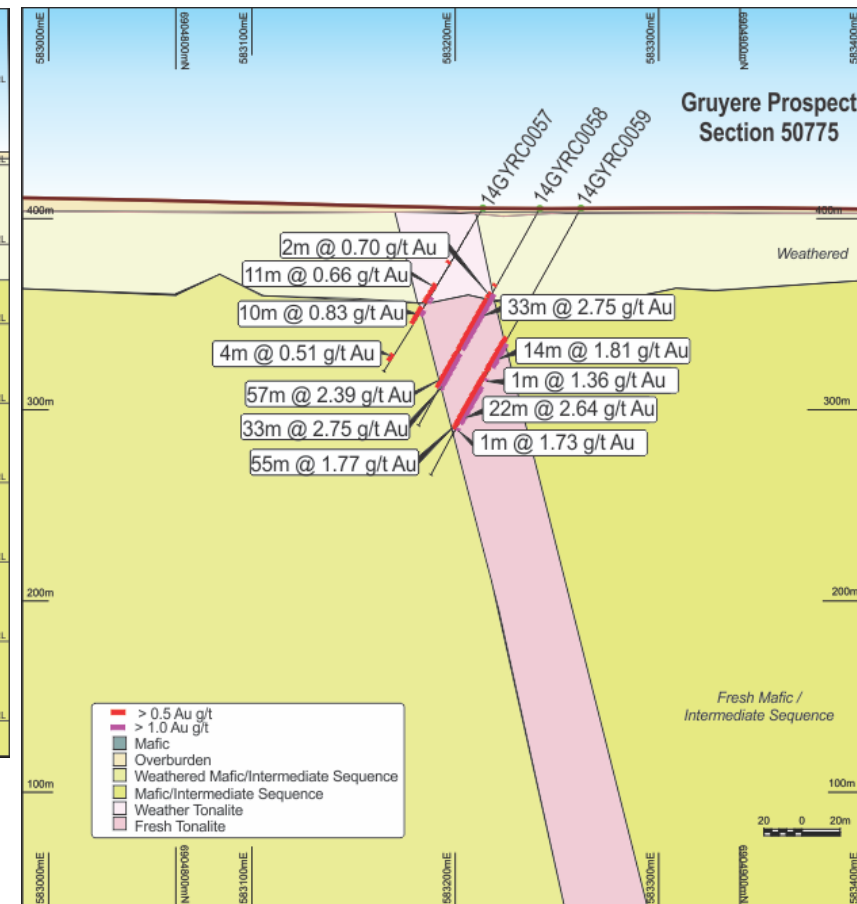 583000mE
6904800mN
583100mE
583200mE
583300mE
6904900mN
583400mE
Gruyere Prospect
Section 50775
14GYRC0057
14GYRC0058
14GYRC0059
400m
400m
Weathered
2m @ 0.70 g/t Au
11m @ 0.66 g/t Au
10m @ 0.83 g/t Au
33m @ 2.75 g/t Au
4m @ 0.51 g/t Au
14m @ 1.81 g/t Au
1m @ 1.36 g/t Au
57m @ 2.39 g/t Au
300m
22m @ 2.64 g/t Au
300m
33m @ 2.75 g/t Au
1m @ 1.73 g/t Au
55m @ 1.77 g/t Au
200m
200m
Fresh Mafic /
Intermediate Sequence
> 0.5 Au g/t
> 1.0 Au g/t
Mafic
Overburden
Weathered Mafic/Intermediate Sequence
Mafic/Intermediate Sequence
Weather Tonalite
Fresh Tonalite
100m
100m
20 0 20m
583000mE
6904800mN
583100mE
583200mE
583300mE
6904900mN
583400mE